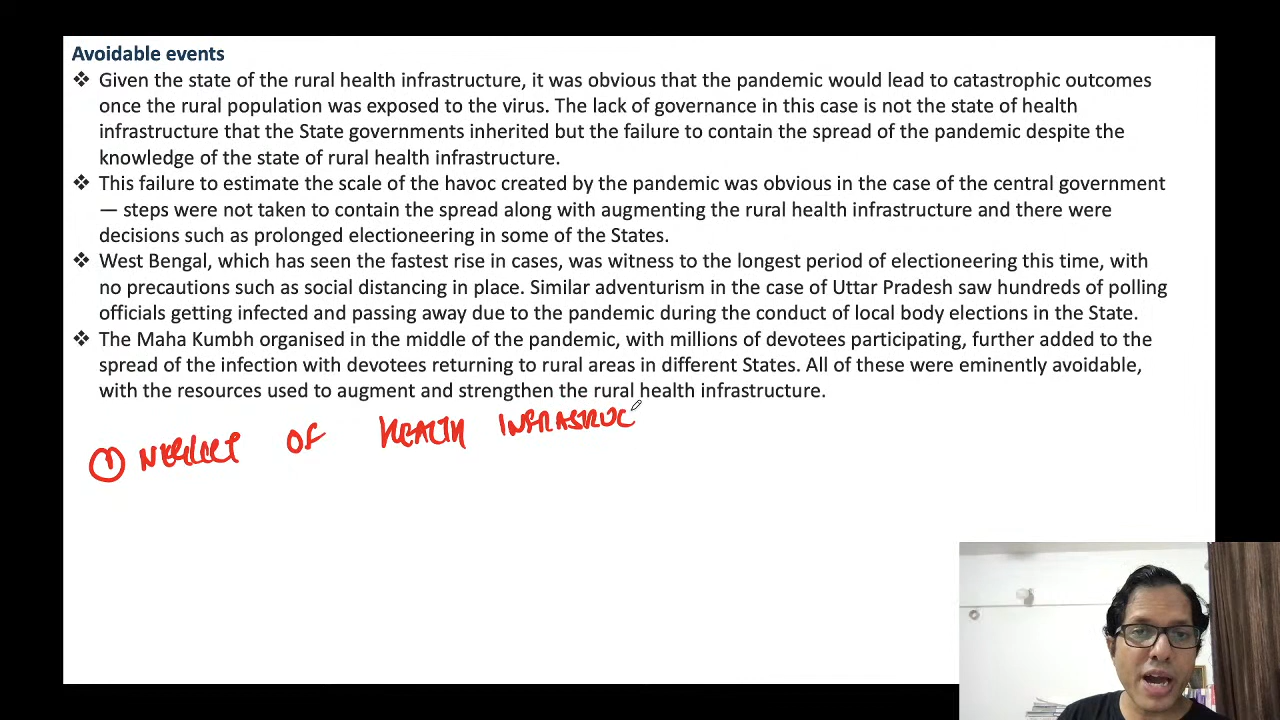 Avoidable events
❖ Given the state of the rural health infrastructure, it was obvious that the pandemic would lead to catastrophic outcomes
once the rural population was exposed to the virus. The lack of governance in this case is not the state of health
infrastructure that the State governments inherited but the failure to contain the spread of the pandemic despite the
knowledge of the state of rural health infrastructure.
❖ This failure to estimate the scale of the havoc created by the pandemic was obvious in the case of the central government
— steps were not taken to contain the spread along with augmenting the rural health infrastructure and there were
decisions such as prolonged electioneering in some of the States.
❖ West Bengal, which has seen the fastest rise in cases, was witness to the longest period of electioneering this time, with
no precautions such as social distancing in place. Similar adventurism in the case of Uttar Pradesh saw hundreds of polling
officials getting infected and passing away due to the pandemic during the conduct of local body elections in the State.
❖ The Maha Kumbh organised in the middle of the pandemic, with millions of devotees participating, further added to the
spread of the infection with devotees returning to rural areas in different States. All of these were eminently avoidable,
with the resources used to augment and strengthen the rural health infrastructure.
① NEGLECT OF HEALTH INFRASTRUC